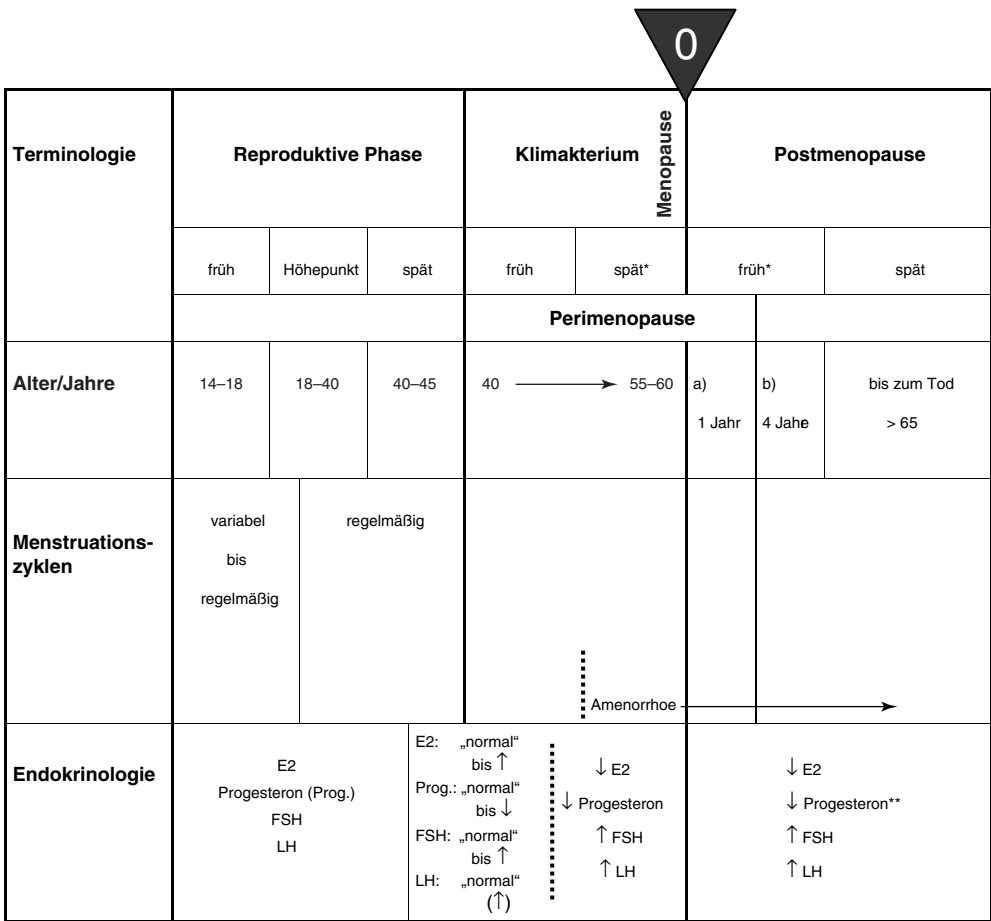 0
Terminologie
Reproduktive Phase
Klimakterium
Menopause
Postmenopause
früh
Höhepunkt
spät
früh
spät*
früh*
spät
Perimenopause
Alter/Jahre
14–18
18–40
40–45
40
55–60
a)
1 Jahr
b)
4 Jahre
bis zum Tod
> 65
Menstruations-
zyklen
variabel
bis
regelmäßig
regelmäßig
Amenorrhoe
Endokrinologie
E2
Progesteron (Prog.)
FSH
LH
E2: „normal“
bis ↑
Prog.: „normal“
bis ↓
FSH: „normal“
bis ↑
LH: „normal“
(↑)
↓ E2
↓ Progesteron
↑ FSH
↑ LH
↓ E2
↓ Progesteron**
↑ FSH
↑ LH